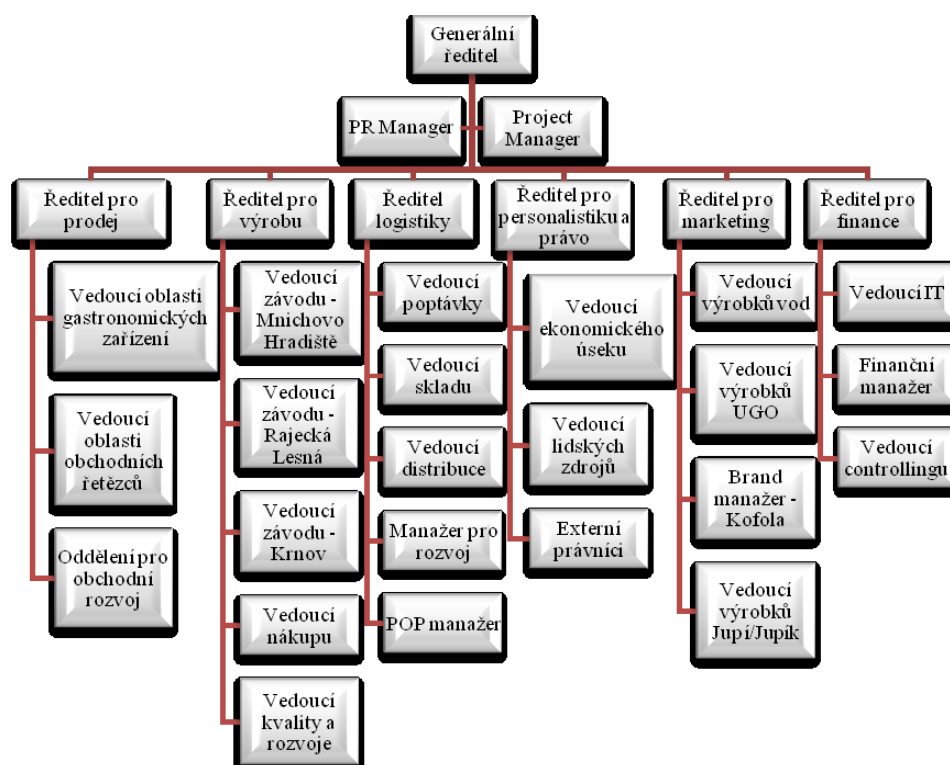 Generální
ředitel
PR Manager
Project
Manager
Ředitel pro
prodej
Ředitel pro
výrobu
Ředitel
logistiky
Ředitel pro
personalistiku a
právo
Ředitel pro
marketing
Ředitel pro
finance
Vedoucí oblasti
gastronomických
zařízení
Vedoucí
oblasti
obchodních
řetězců
Oddělení pro
obchodní
rozvoj
Vedoucí
závodu -
Mnichovo
Hradiště
Vedoucí
závodu -
Rajecká
Lesná
Vedoucí
závodu -
Krnov
Vedoucí
nákupu
Vedoucí
kvality a
rozvoje
Vedoucí
poptávky
Vedoucí
skladu
Vedoucí
distribuce
Manažer pro
rozvoj
POP manažer
Vedoucí
ekonomického
úseku
Vedoucí
lidských
zdrojů
Externí
právníci
Vedoucí
výrobků vod
Vedoucí
výrobků
UGO
Brand
manažer -
Kofola
Vedoucí
výrobků
Jupí/Jupík
Vedoucí IT
Finanční
manažer
Vedoucí
controllingu